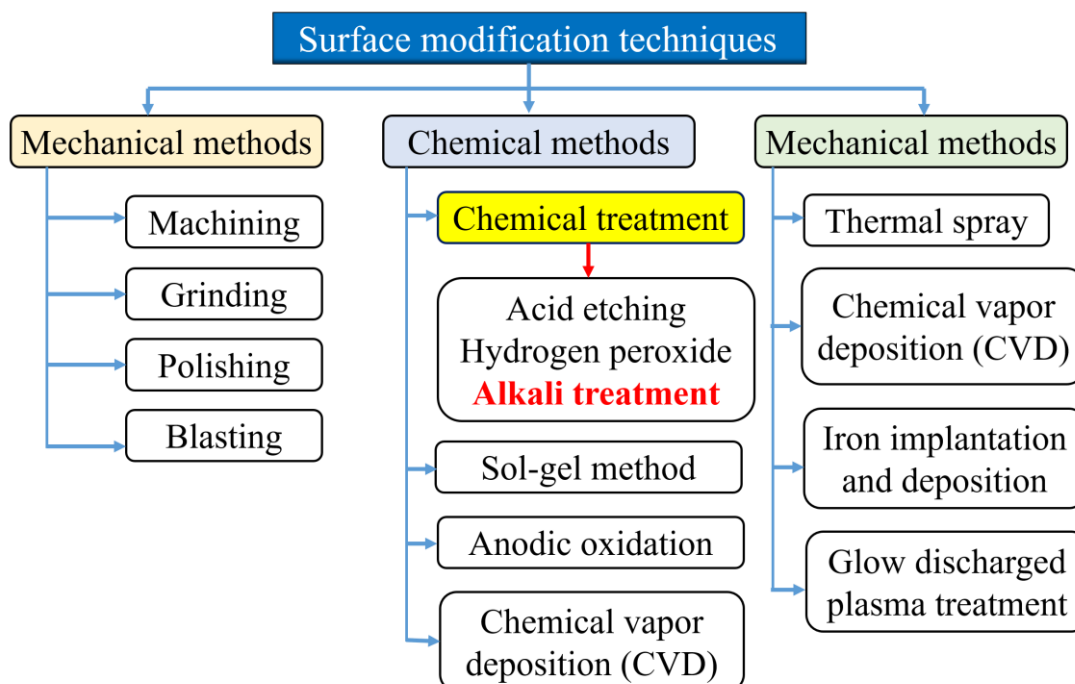 Surface modification techniques
Mechanical methods
Machining
Grinding
Polishing
Blasting
Chemical methods
Chemical treatment
Acid etching
Hydrogen peroxide
Alkali treatment
Sol-gel method
Anodic oxidation
Chemical vapor
deposition (CVD)
Mechanical methods
Thermal spray
Chemical vapor
deposition (CVD)
Iron implantation
and deposition
Glow discharged
plasma treatment